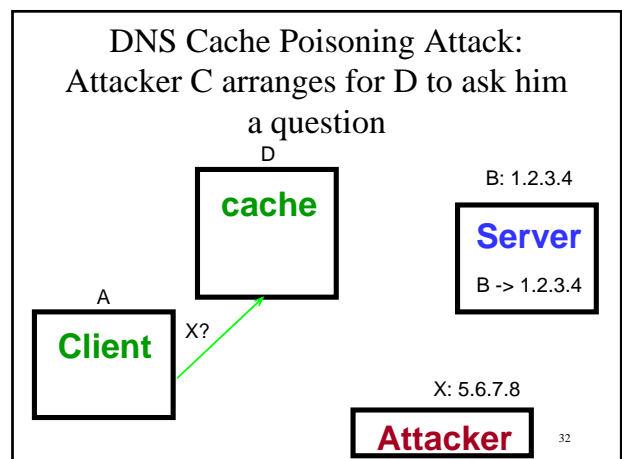 DNS Cache Poisoning Attack:
Attacker C arranges for D to ask him
a question
D
cache
B: 1.2.3.4
Server
B -> 1.2.3.4
A
Client
X?
X: 5.6.7.8
Attacker
32